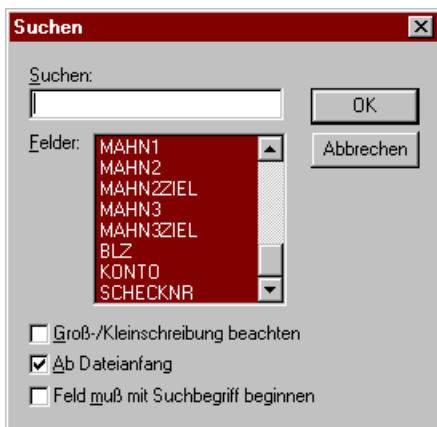 Suchen
Suchen:
OK
Felder:
MAHN1
Abbrechen
MAHN2
MAHN2ZIEL
MAHN3
MAHN3ZIEL
BLZ
KONTO
SCHECKNR
Groß-/Kleinschreibung beachten
Ab Dateianfang
Feld muß mit Suchbegriff beginnen